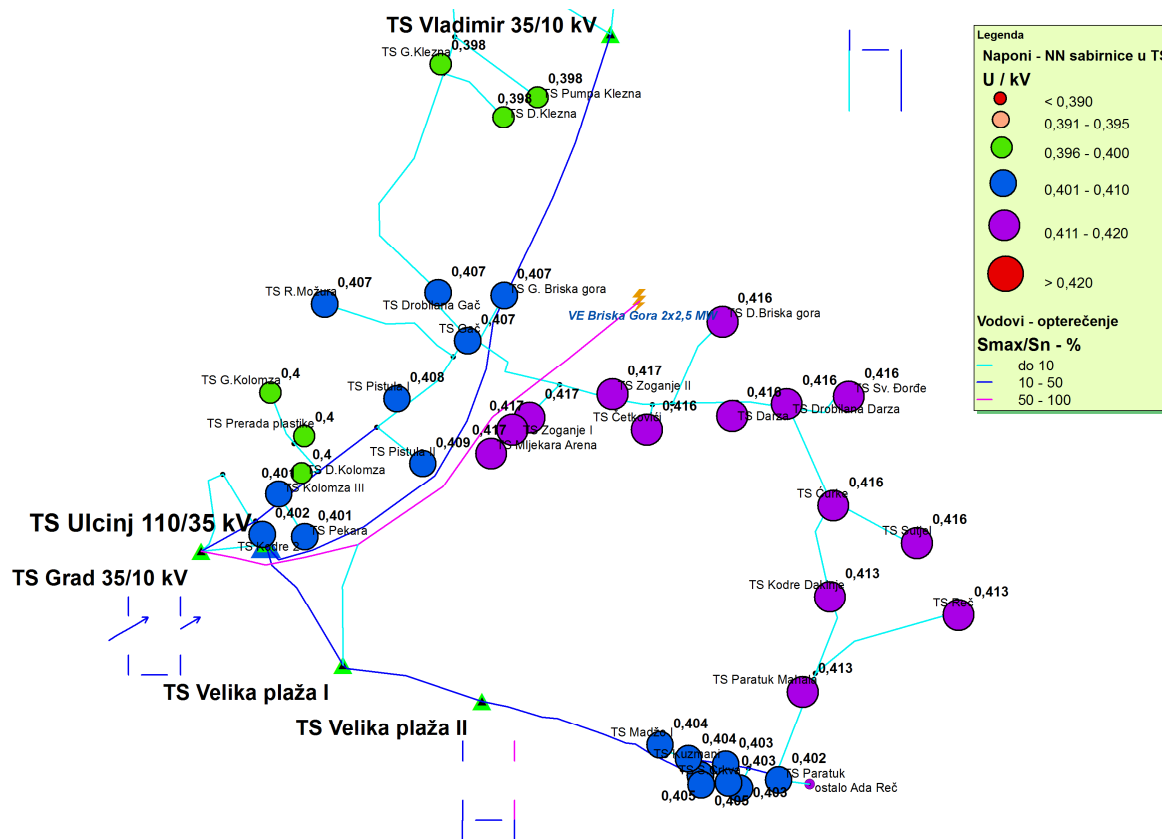 TS Vladimir 35/10 kV
TS G.Klezna
0,398
0,398
TS Pumpa Klezna
0,398
TS D.Klezna
Legenda
Naponi - NN sabirnice u TS
U / kV
< 0,390
0,391 - 0,395
0,396 - 0,400
0,401 - 0,410
0,411 - 0,420
> 0,420
Vodovi - opterečenje
Smax/Sn - %
do 10
10 - 50
50 - 100
0,407
TS R.Možura
0,407
TS Drobilana Gač
0,407
TS G. Briska gora
0,407
TS Gač
VE Briska Gora 2x2,5 MW
0,416
TS D.Briska gora
0,4
TS G.Kolomza
0,408
TS Pistula I
0,417
TS Zoganje II
0,416
TS Sv. Đorđe
0,416
TS Drobilana Darza
0,416
TS Darza
0,416
TS Četkovići
0,417
TS Zoganje I
0,417
0,417
TS Mljekara Arena
0,4
TS Prerada plastike
0,409
TS Pistula II
0,4
TS D.Kolomza
0,401
TS Kolomza III
0,401
TS Pekara
0,402
TS Kodre 2
TS Ulcinj 110/35 kV
TS Grad 35/10 kV
0,416
TS Ćurke
0,416
TS Sutjel
0,413
TS Kodre Dakinje
0,413
TS Reč
0,413
TS Paratuk Mahala
TS Velika plaža I
TS Velika plaža II
0,404
TS Madžo I
0,404
TS Kuzmani
0,403
0,403
TS S.Crkva
0,402
TS Paratuk
ostalo Ada Reč
0,405
0,405
0,403